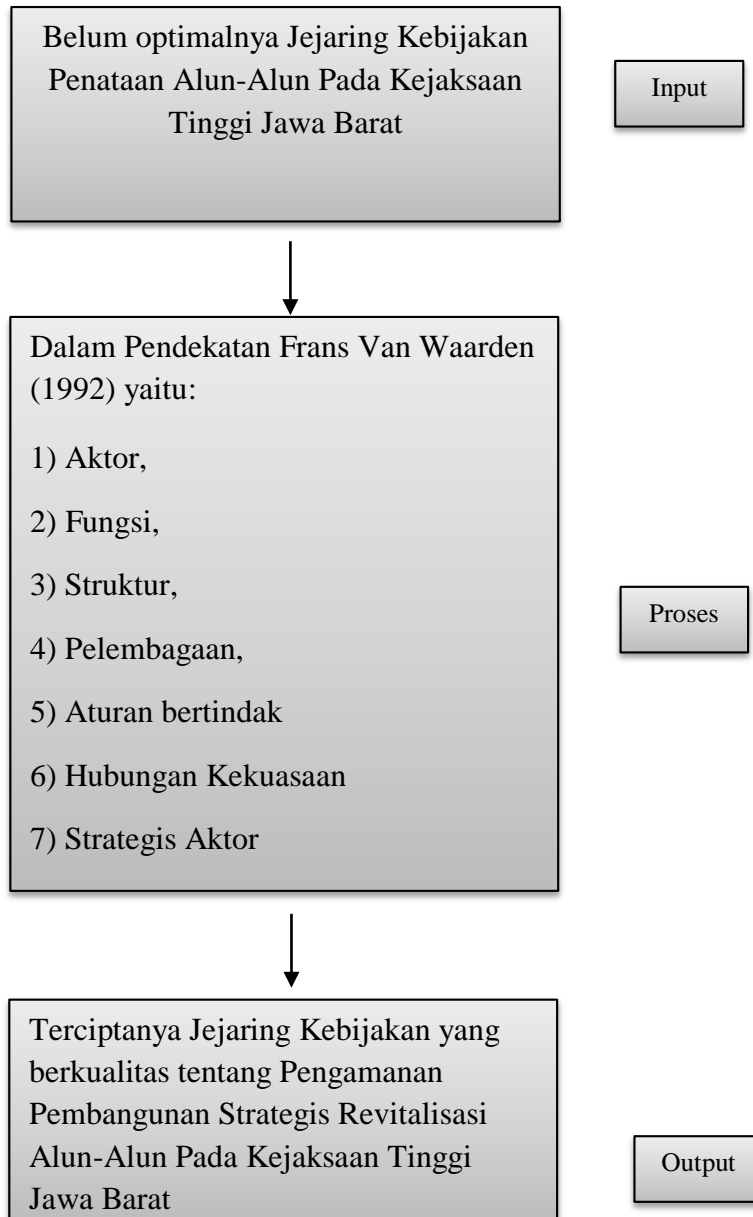 Belum optimalnya Jejaring Kebijakan
Penataan Alun-Alun Pada Kejaksaan
Tinggi Jawa Barat
Input
Dalam Pendekatan Frans Van Waarden
(1992) yaitu:
1) Aktor,
2) Fungsi,
3) Struktur,
4) Pelembagaan,
5) Aturan bertindak
6) Hubungan Kekuasaan
7) Strategis Aktor
Proses
Terciptanya Jejaring Kebijakan yang
berkualitas tentang Pengamanan
Pembangunan Strategis Revitalisasi
Alun-Alun Pada Kejaksaan Tinggi
Jawa Barat
Output